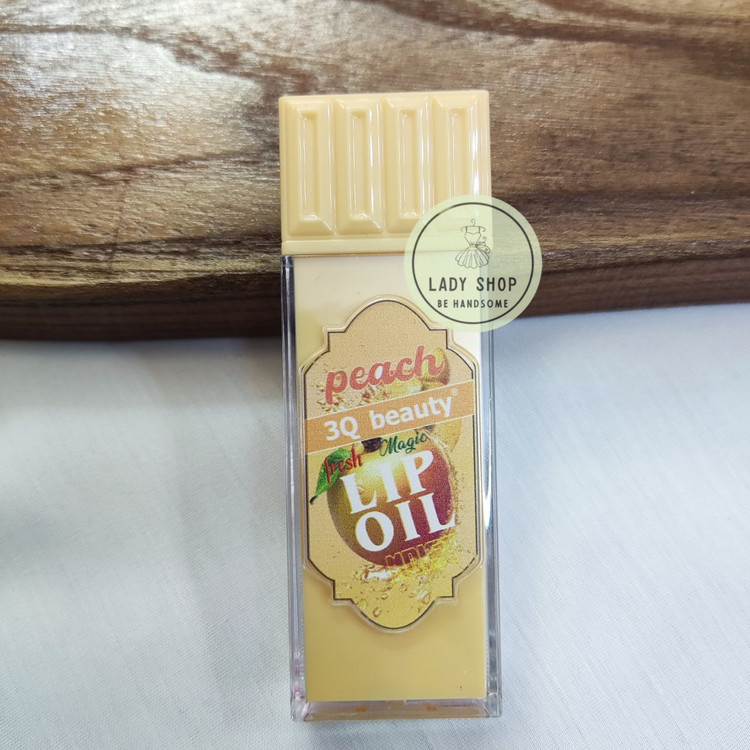 LADY SHOP
BE HANDSOME
peach
3Q beauty®
fresh Magic
LIP
OIL